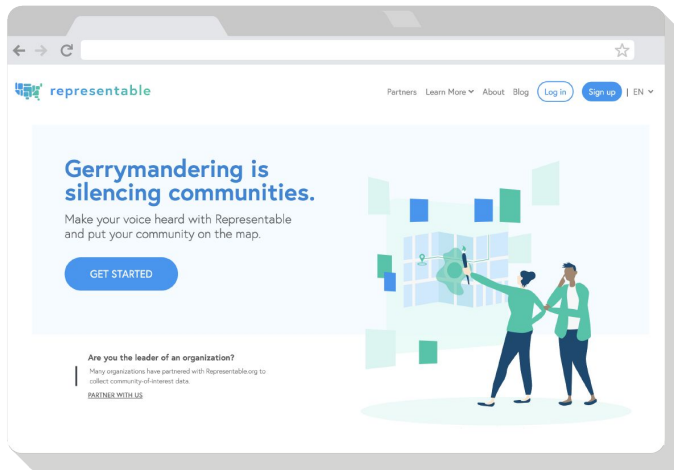 representable
Partners Learn More About Blog Log in Sign up | EN
Gerrymandering is
silencing communities.
Make your voice heard with Representable
and put your community on the map.
GET STARTED
Are you the leader of an organization?
Many organizations have partnered with Representable.org to
collect community-of-interest data.
PARTNER WITH US